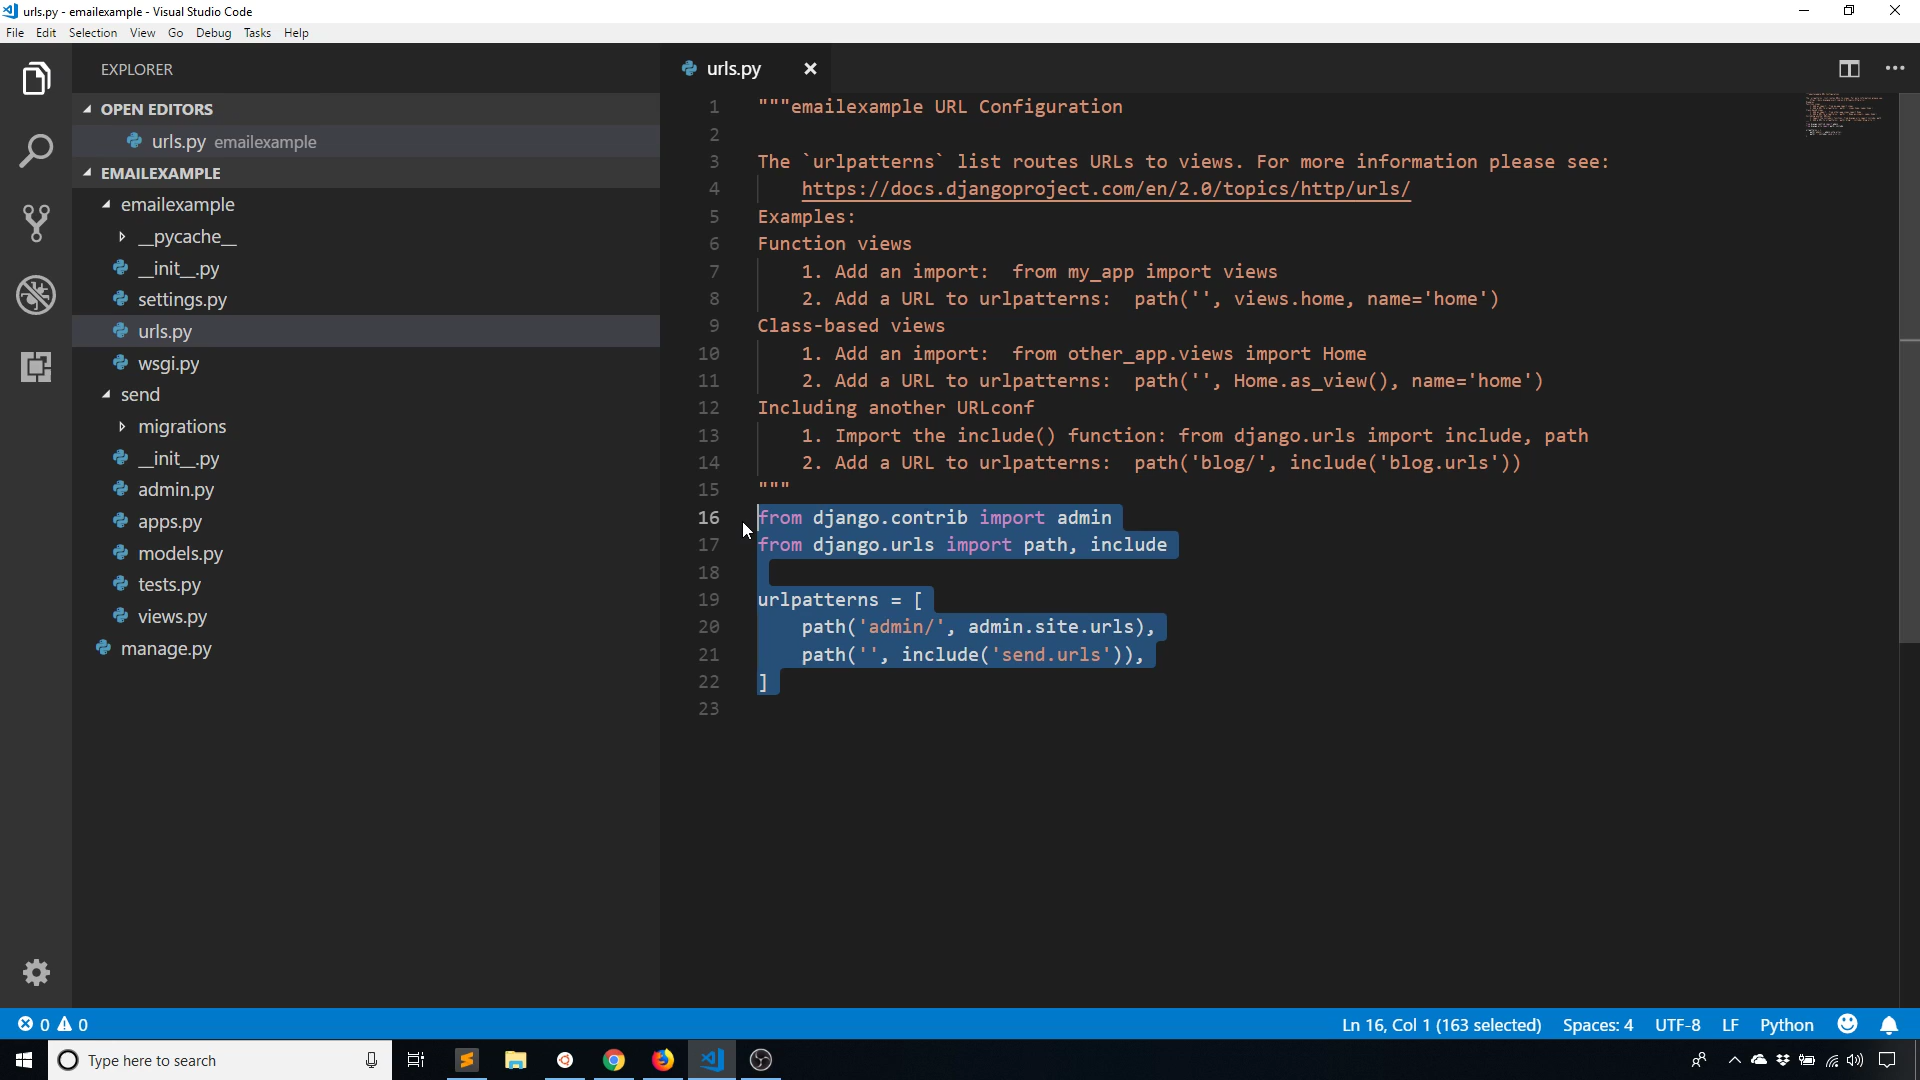 urls.py - emailexample - Visual Studio Code
File Edit Selection View Go Debug Tasks Help
EXPLORER
OPEN EDITORS
urls.py emailexample
EMAILEXAMPLE
emailexample
__pycache__
__init__.py
settings.py
urls.py
wsgi.py
send
migrations
__init__.py
admin.py
apps.py
models.py
tests.py
views.py
manage.py
urls.py
1 """emailexample URL Configuration
2
3 The `urlpatterns` list routes URLs to views. For more information please see:
4 https://docs.djangoproject.com/en/2.0/topics/http/urls/
5 Examples:
6 Function views
7 1. Add an import:  from my_app import views
8 2. Add a URL to urlpatterns:  path('', views.home, name='home')
9 Class-based views
10 1. Add an import:  from other_app.views import Home
11 2. Add a URL to urlpatterns:  path('', Home.as_view(), name='home')
12 Including another URLconf
13 1. Import the include() function: from django.urls import include, path
14 2. Add a URL to urlpatterns:  path('blog/', include('blog.urls'))
15 """
16 from django.contrib import admin
17 from django.urls import path, include
18
19 urlpatterns = [
20 path('admin/', admin.site.urls),
21 path('', include('send.urls')),
22 ]
23
0 0 Ln 16, Col 1 (163 selected) Spaces: 4 UTF-8 LF Python
Type here to search